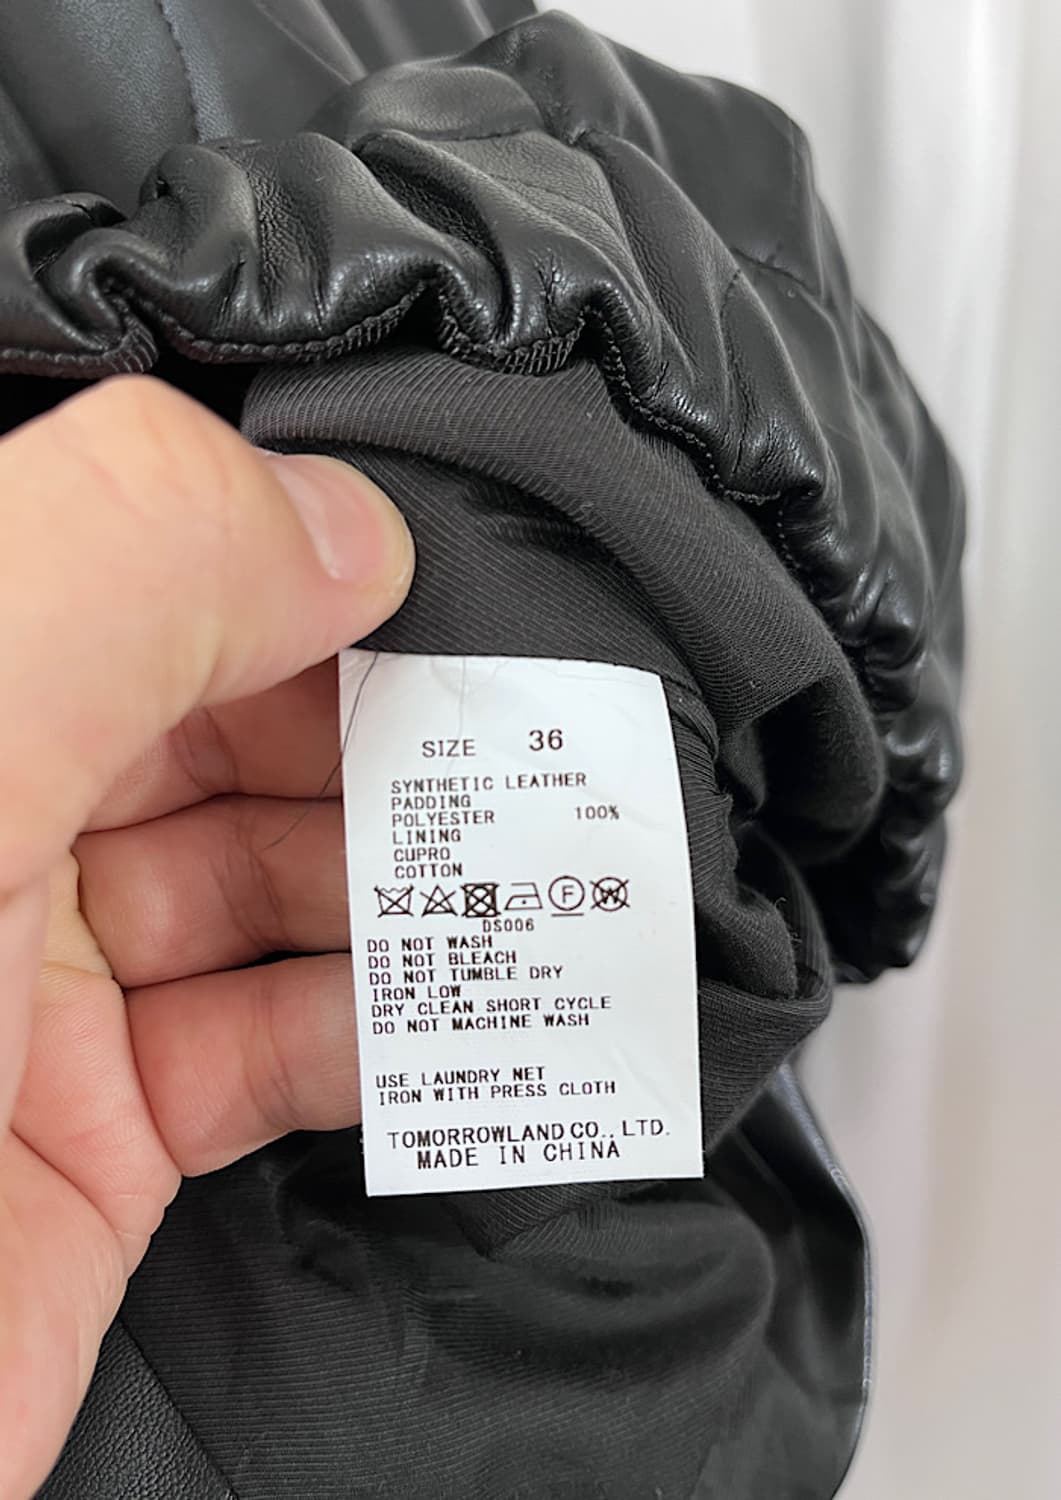 SIZE 36
SYNTHETIC LEATHER
PADDING
POLYESTER 100%
LINING
CUPRO
COTTON
F W
DS006
DO NOT WASH
DO NOT BLEACH
DO NOT TUMBLE DRY
IRON LOW
DRY CLEAN SHORT CYCLE
DO NOT MACHINE WASH
USE LAUNDRY NET
IRON WITH PRESS CLOTH
TOMORROWLAND CO., LTD.
MADE IN CHINA